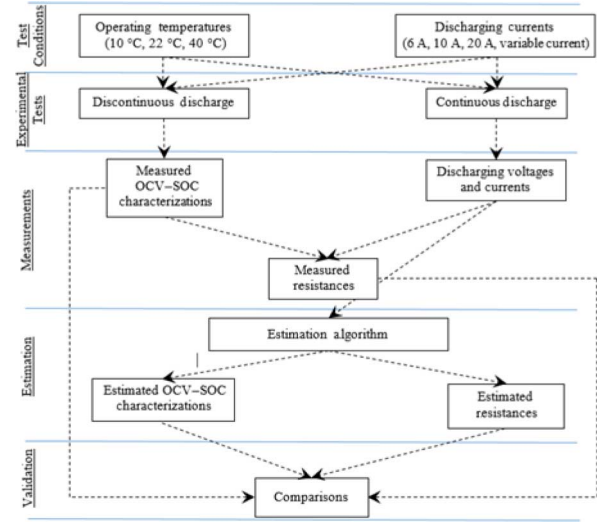 Test
Conditions
Operating temperatures
(10 °C, 22 °C, 40 °C)
Discharging currents
(6 A, 10 A, 20 A, variable current)
Experimental
Tests
Discontinuous discharge
Continuous discharge
Measurements
Measured
OCV–SOC
characterizations
Discharging voltages
and currents
Measured
resistances
Estimation
Estimation algorithm
Estimated OCV–SOC
characterizations
Estimated
resistances
Validation
Comparisons